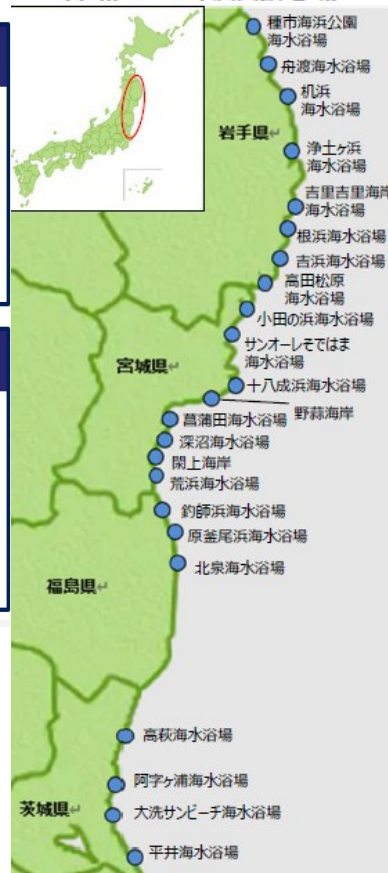 種市海浜公園
海水浴場
舟渡海水浴場
机浜
海水浴場
岩手県
浄土ヶ浜
海水浴場
吉里吉里海岸
海水浴場
根浜海水浴場
吉浜海水浴場
高田松原
海水浴場
小田の浜海水浴場
サンオーレそではま
海水浴場
宮城県
十八成浜海水浴場
野蒜海岸
菖蒲田海水浴場
深沼海水浴場
閖上海岸
荒浜海水浴場
釣師浜海水浴場
原釜尾浜海水浴場
北泉海水浴場
福島県
高萩海水浴場
阿字ヶ浦海水浴場
大洗サンビーチ海水浴場
茨城県
平井海水浴場